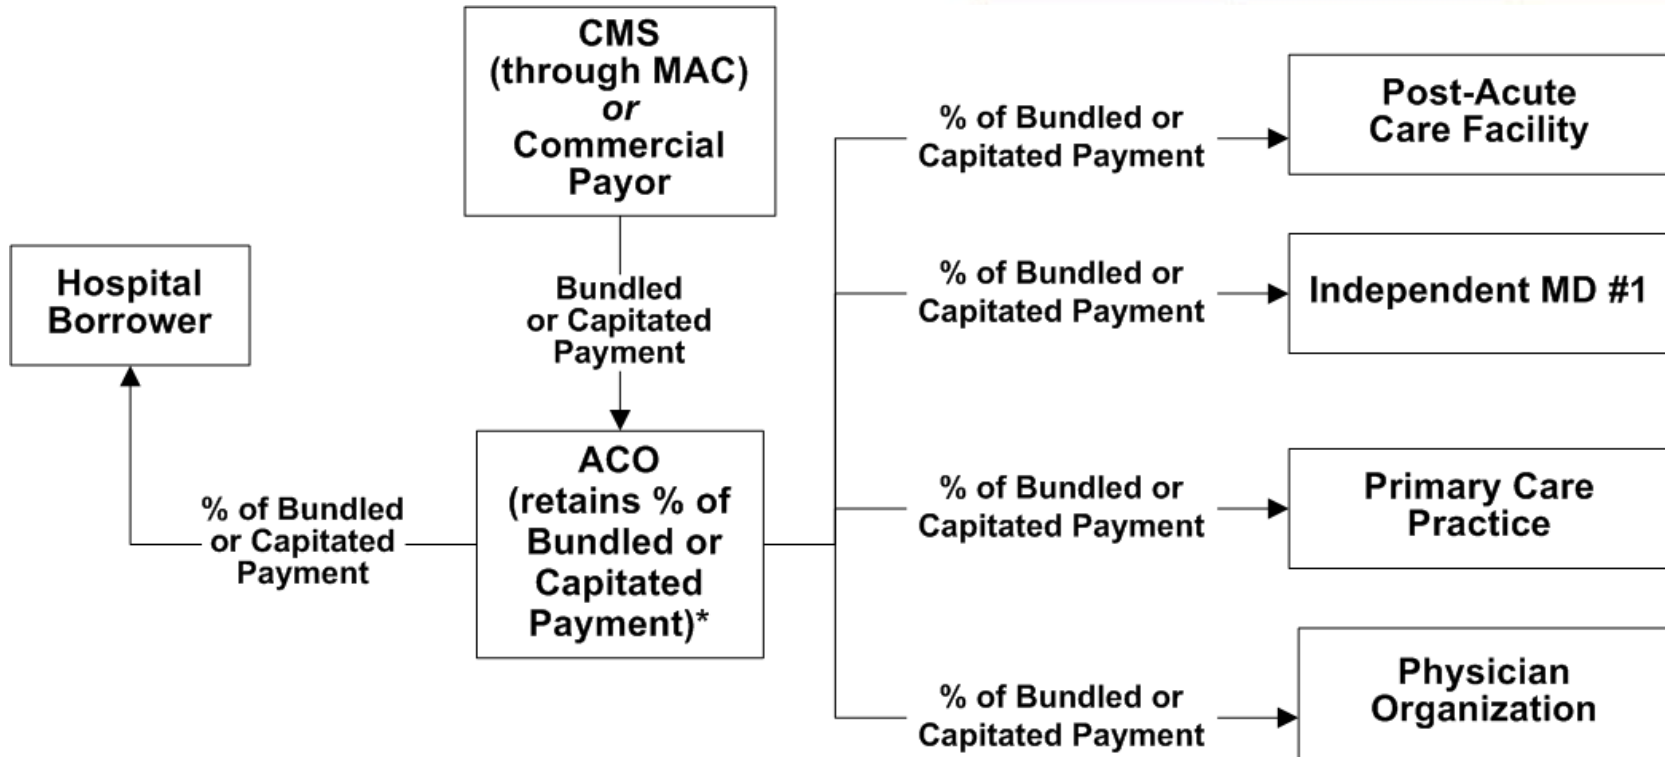 CMS
(through MAC)
or
Commercial
Payor
Hospital
Borrower
Bundled
or Capitated
Payment
ACO
(retains % of
Bundled or
Capitated
Payment)*
% of Bundled
or Capitated
Payment
% of Bundled or
Capitated Payment
Post-Acute
Care Facility
% of Bundled or
Capitated Payment
Independent MD #1
% of Bundled or
Capitated Payment
Primary Care
Practice
% of Bundled or
Capitated Payment
Physician
Organization